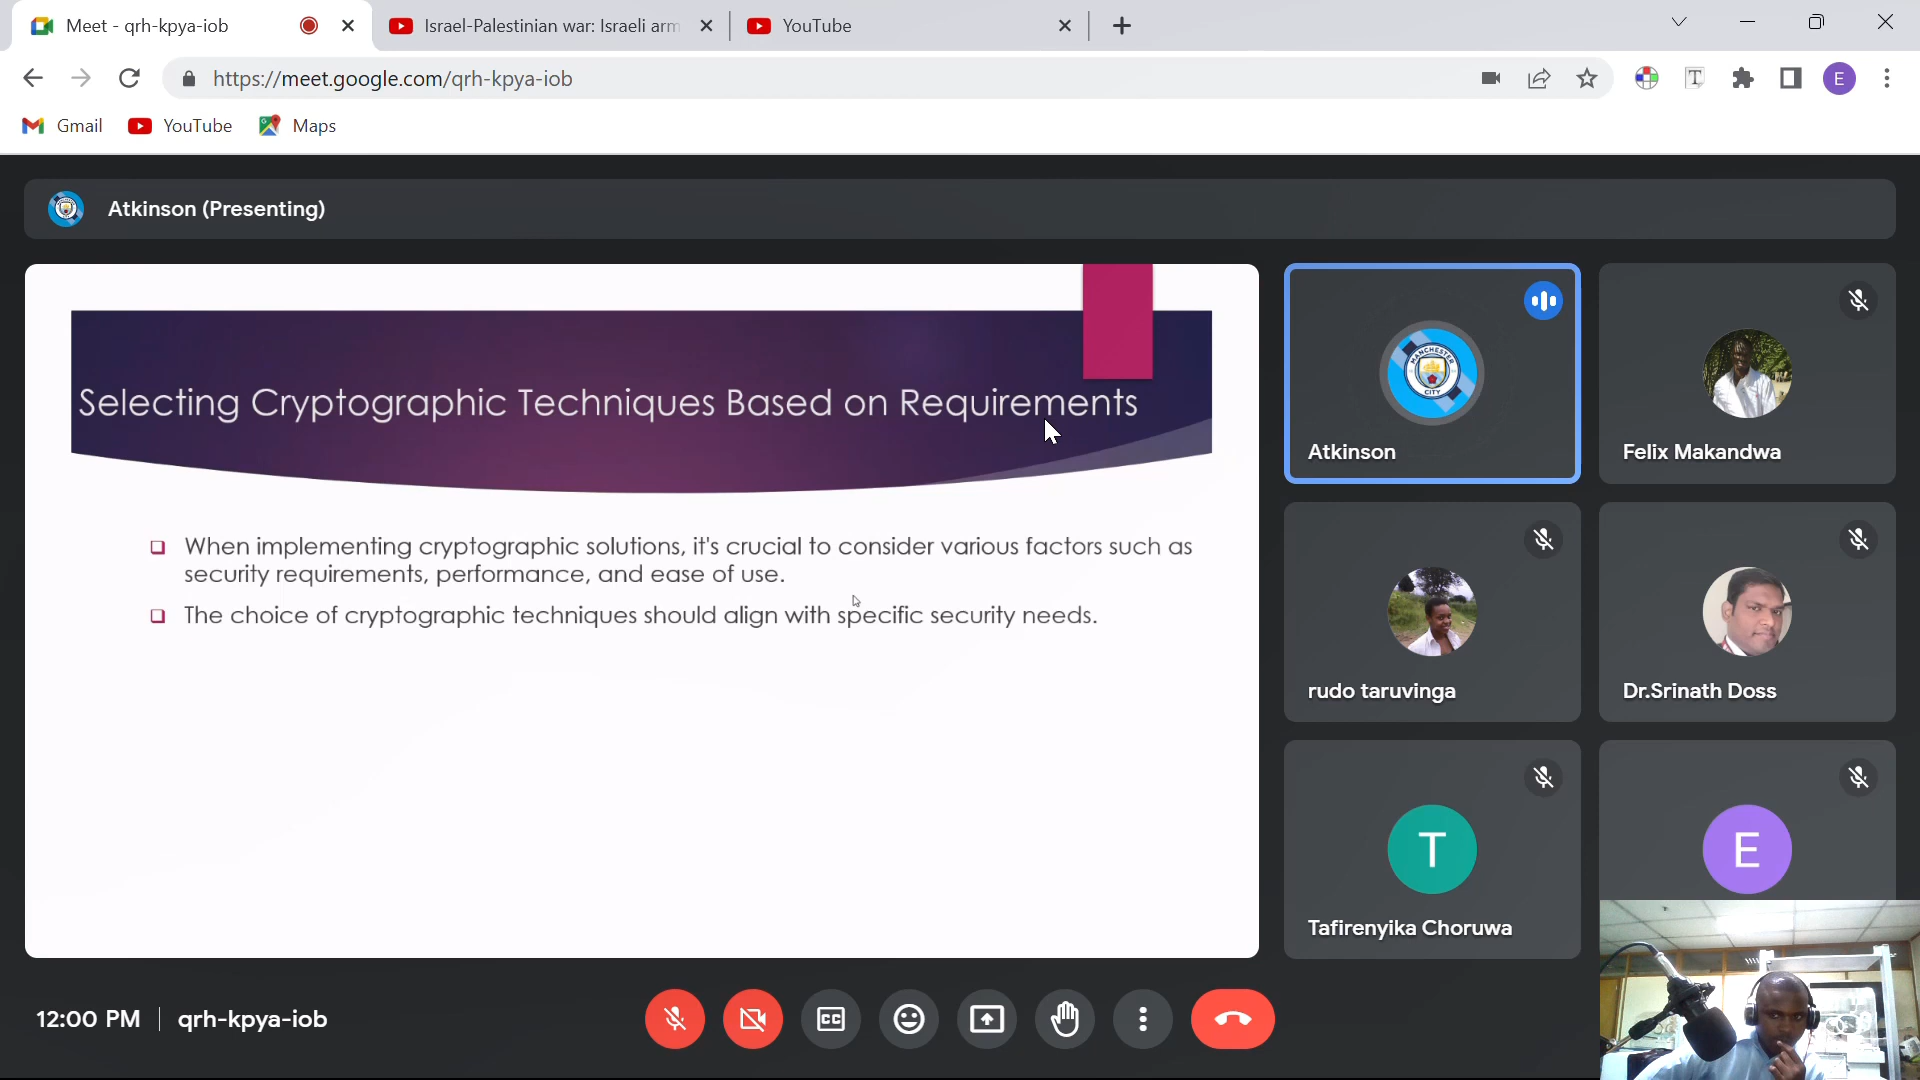 Meet - qrh-kpya-iob
Israel-Palestinian war: Israeli arm
YouTube
https://meet.google.com/qrh-kpya-iob
E
Gmail
YouTube
Maps
Atkinson (Presenting)
Selecting Cryptographic Techniques Based on Requirements
When implementing cryptographic solutions, it's crucial to consider various factors such as
security requirements, performance, and ease of use.
The choice of cryptographic techniques should align with specific security needs.
MANCHESTER
CITY
Atkinson
Felix Makandwa
rudo taruvinga
Dr.Srinath Doss
T
Tafirenyika Choruwa
E
12:00 PM
qrh-kpya-iob
CC